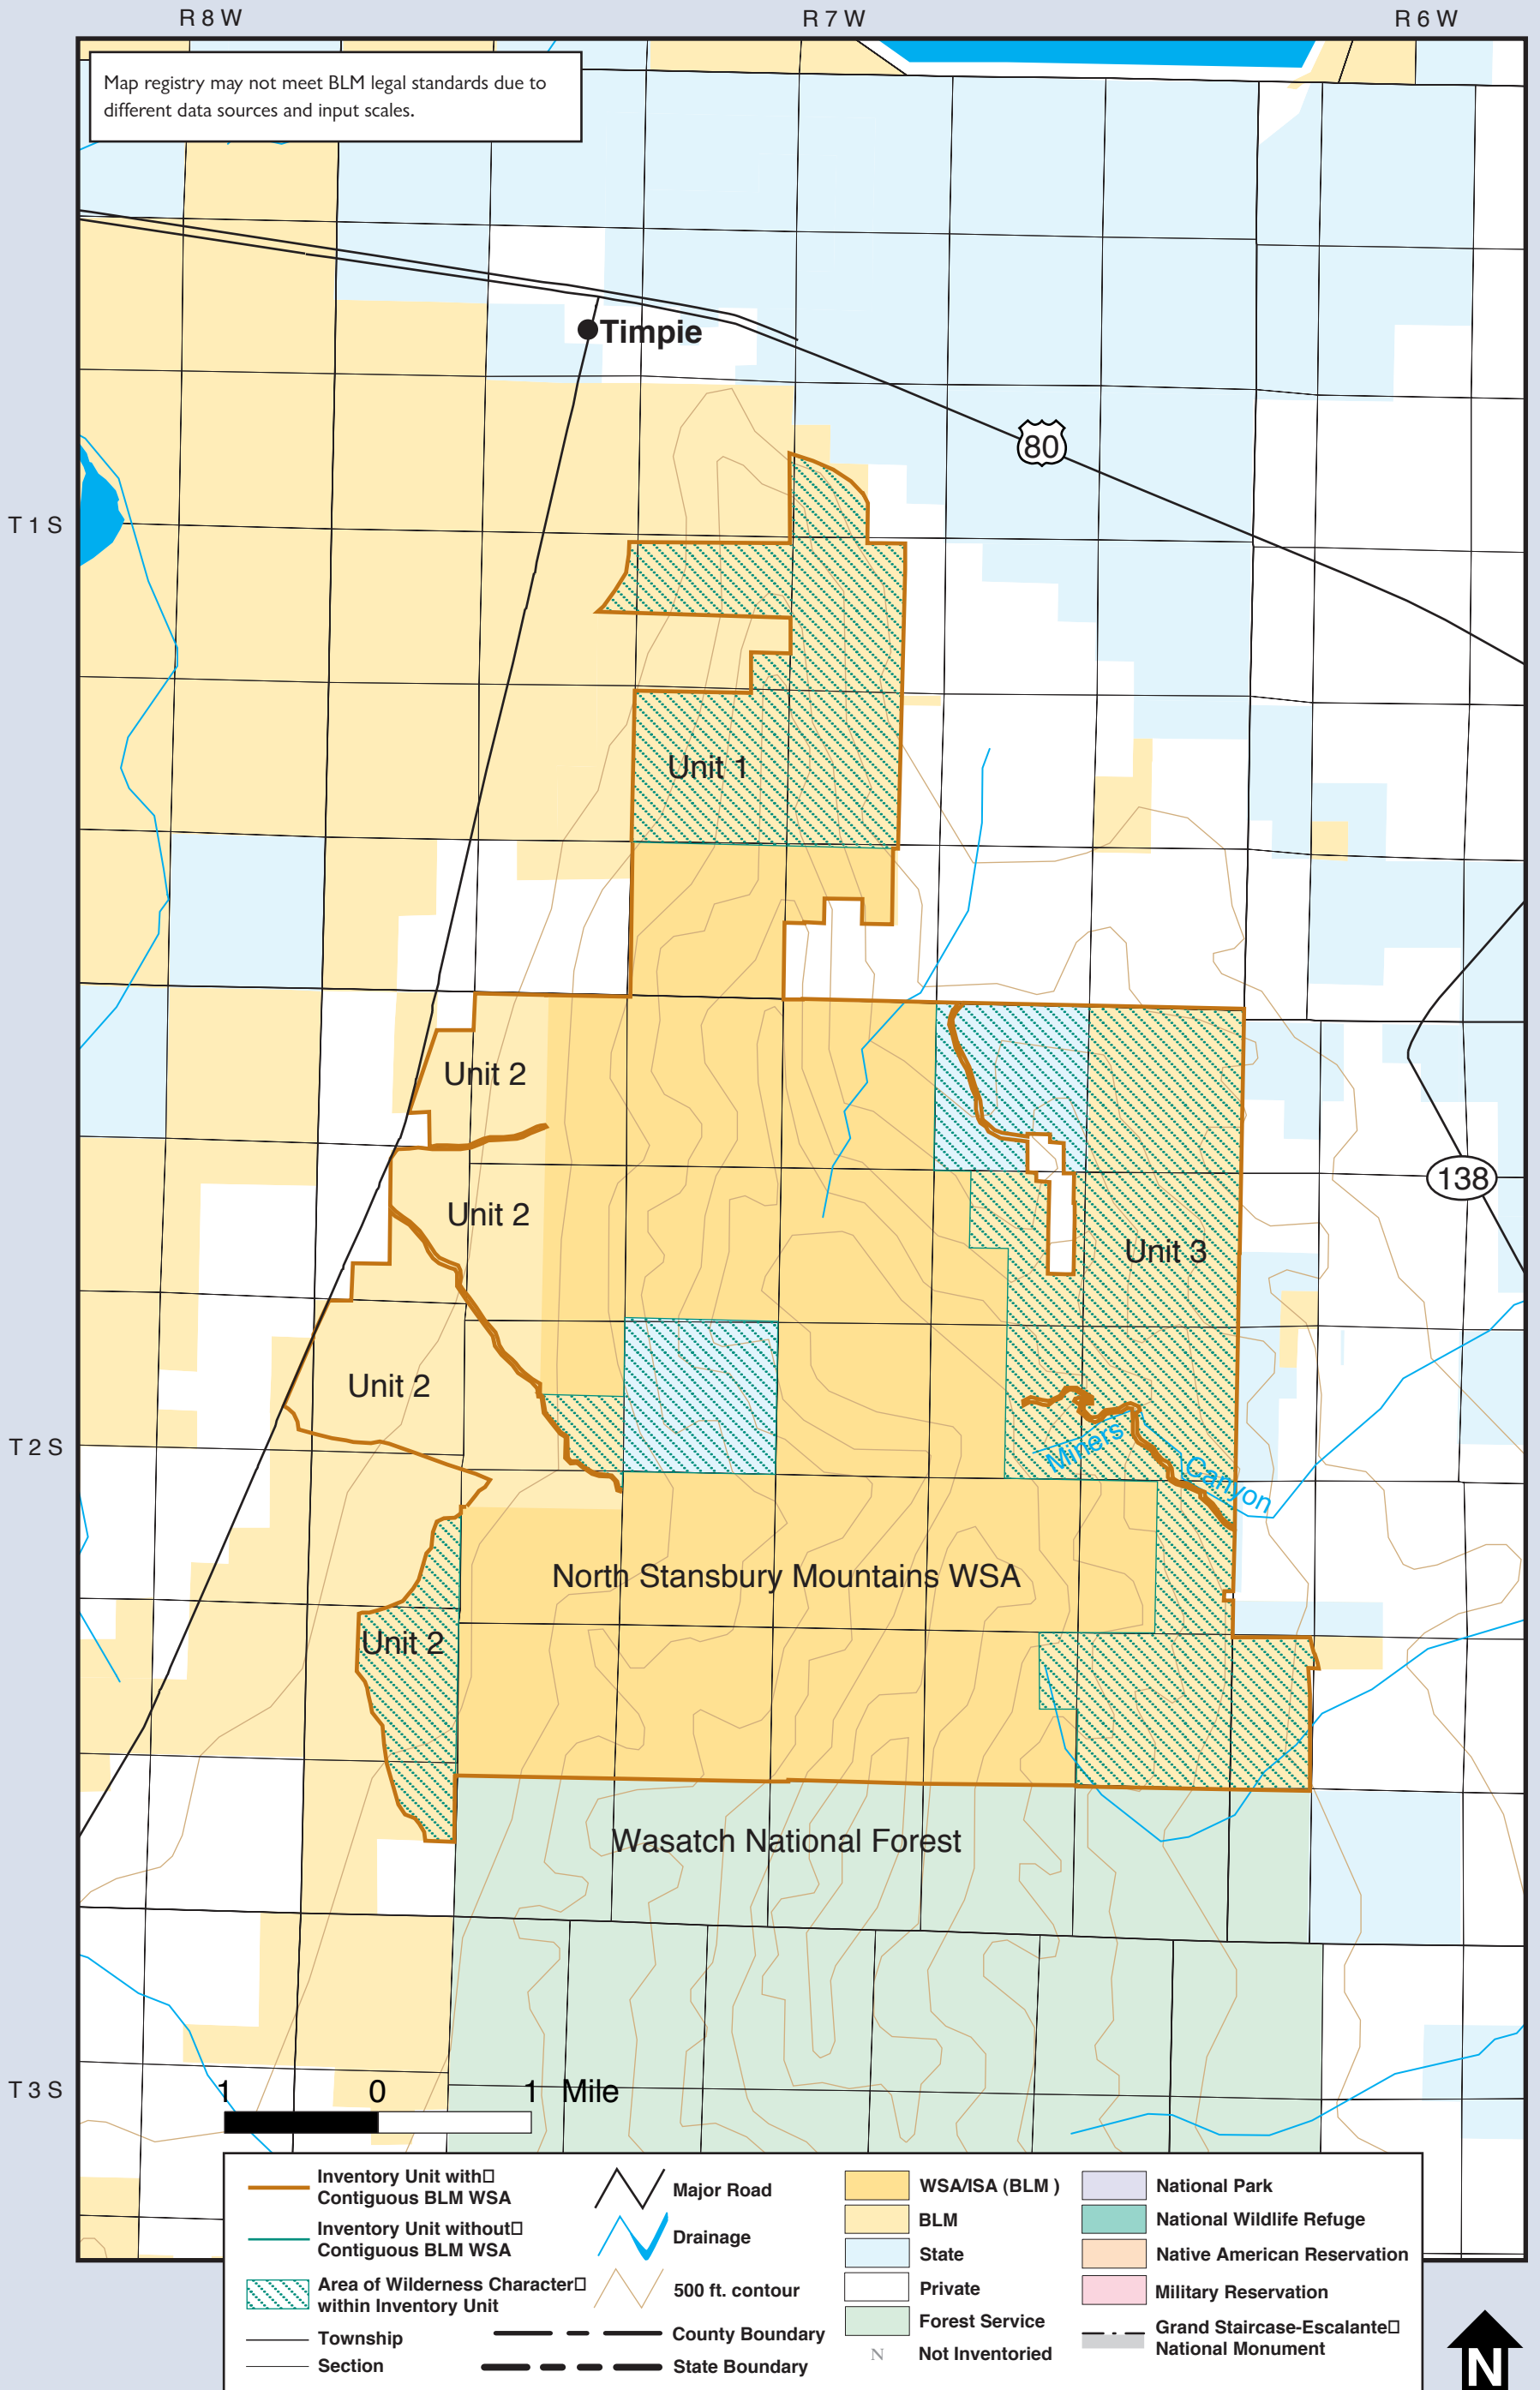 R 8 W
R 7 W
R 6 W
Map registry may not meet BLM legal standards due to
different data sources and input scales.
Timpie
80
T 1 S
Unit 1
Unit 2
138
Unit 2
Unit 3
Unit 2
T 2 S
Miners
Canyon
North Stansbury Mountains WSA
Unit 2
Wasatch National Forest
T 3 S
1 0 1 Mile
Inventory Unit with□
Contiguous BLM WSA
Inventory Unit without□
Contiguous BLM WSA
Area of Wilderness Character□
within Inventory Unit
Township
Section
Major Road
Drainage
500 ft. contour
County Boundary
State Boundary
WSA/ISA (BLM )
BLM
State
Private
Forest Service
N Not Inventoried
National Park
National Wildlife Refuge
Native American Reservation
Military Reservation
Grand Staircase-Escalante□
National Monument
N